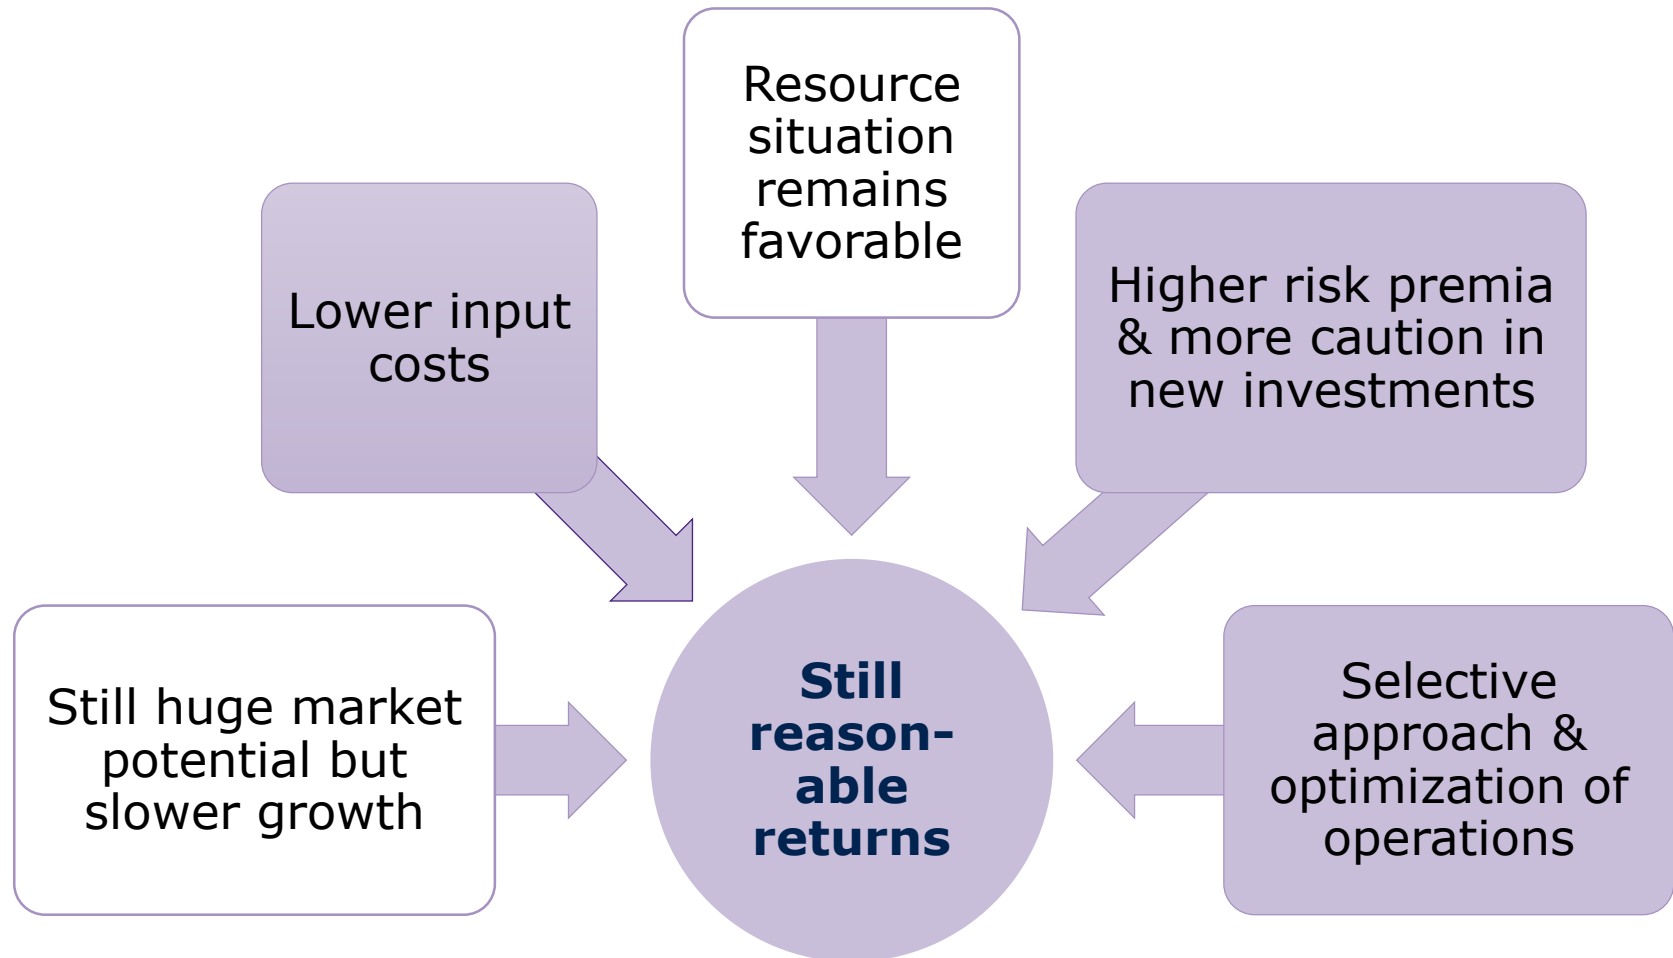 Resource
situation
remains
favorable
Lower input
costs
Higher risk premia
& more caution in
new investments
Still huge market
potential but
slower growth
Still
reason-
able
returns
Selective
approach &
optimization of
operations